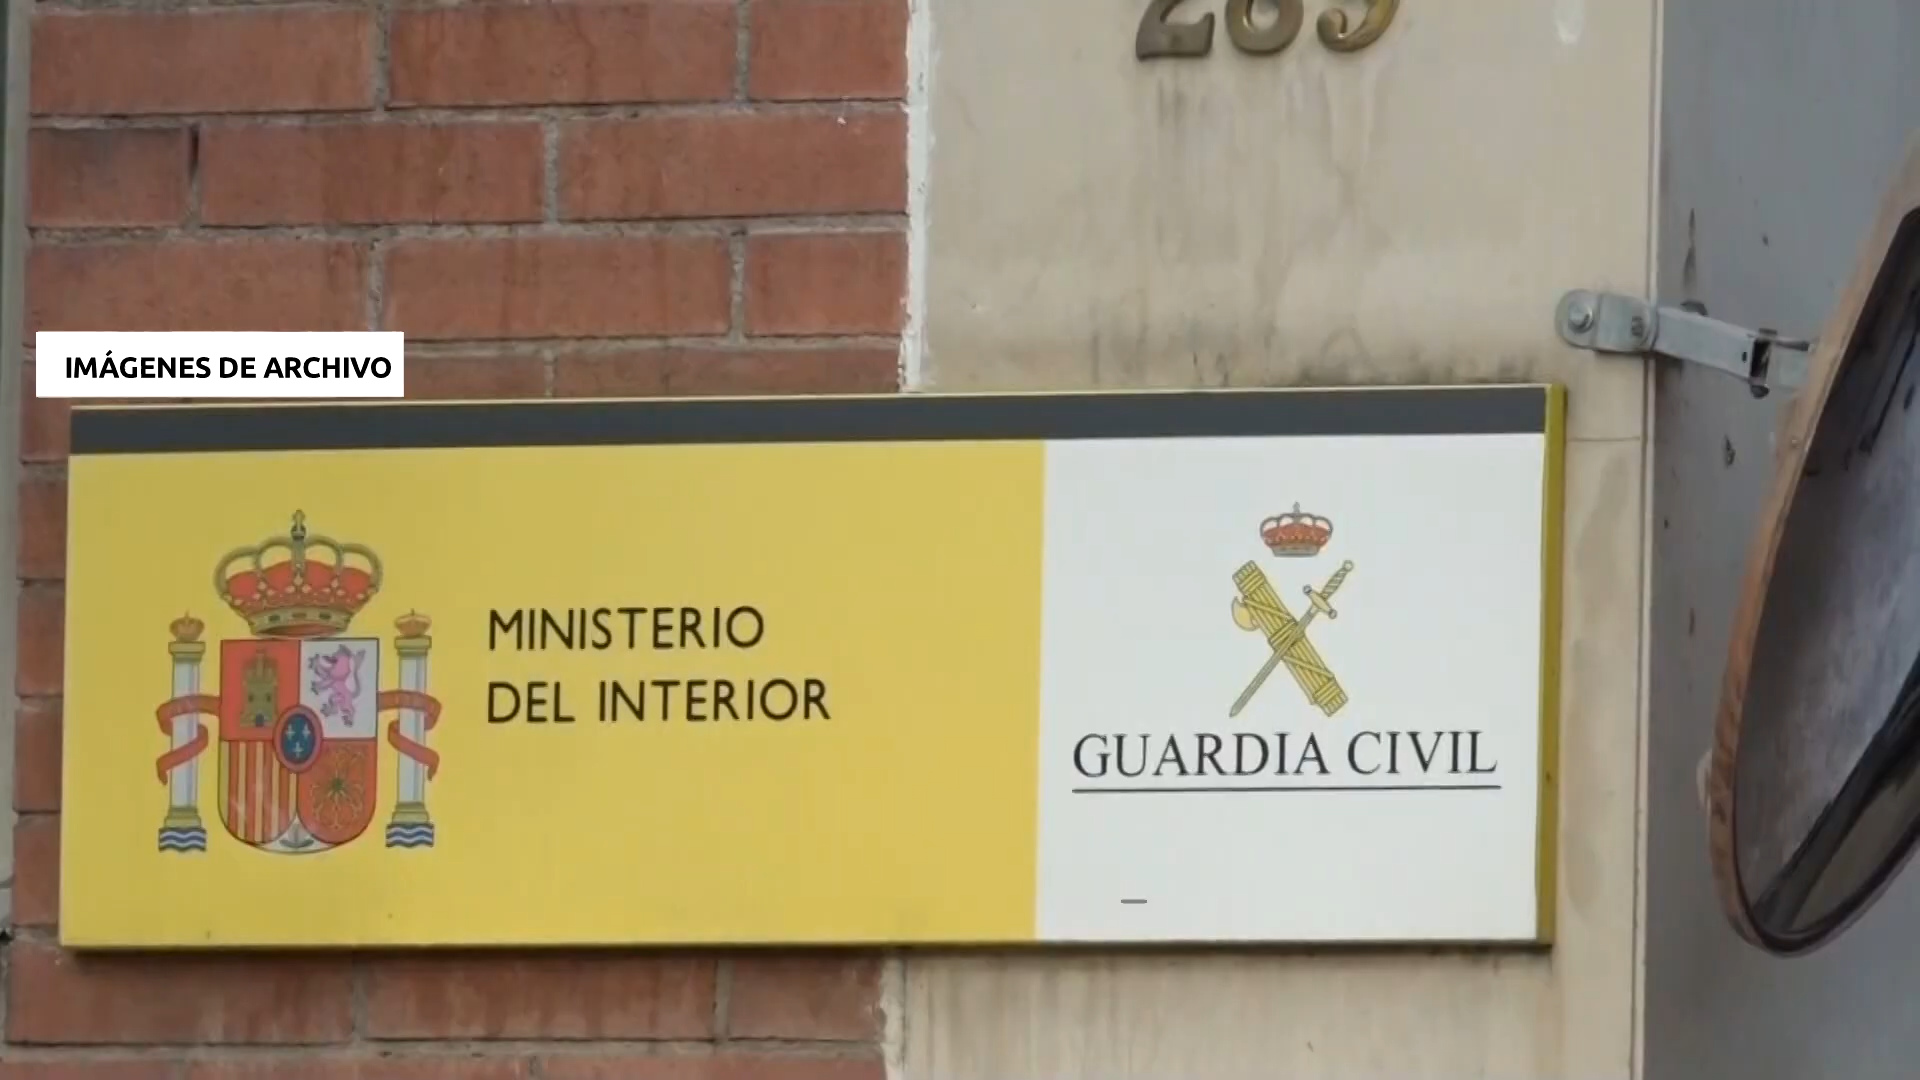 IMÁGENES DE ARCHIVO
MINISTERIO
DEL INTERIOR
GUARDIA CIVIL